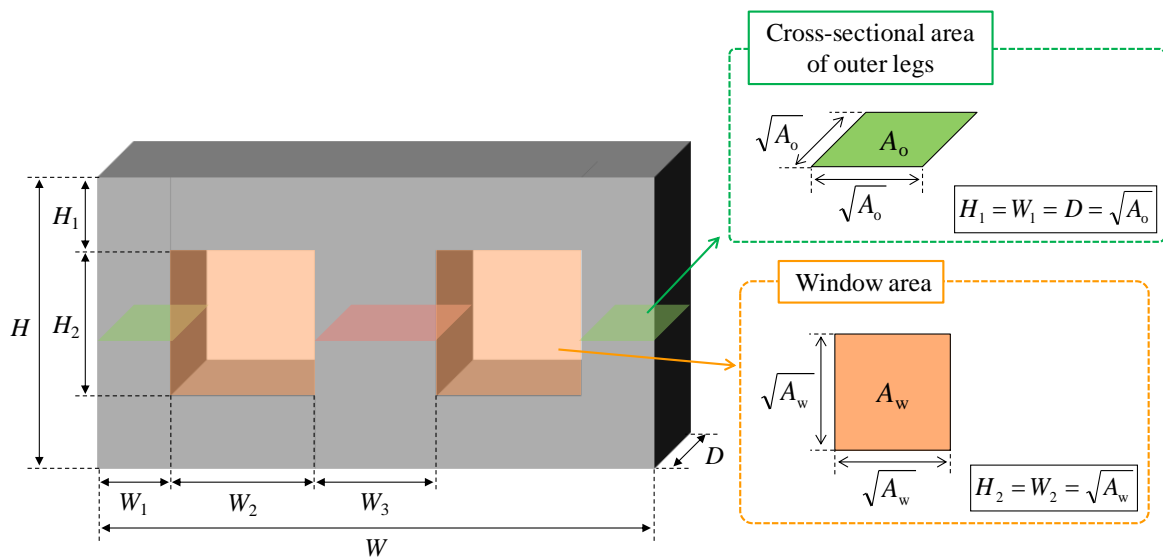 Cross-sectional area
of outer legs
√A_o
A_o
√A_o
H_1 = W_1 = D = √A_o
Window area
√A_w
A_w
√A_w
H_2 = W_2 = √A_w
H
H_1
H_2
D
W_1
W_2
W_3
W